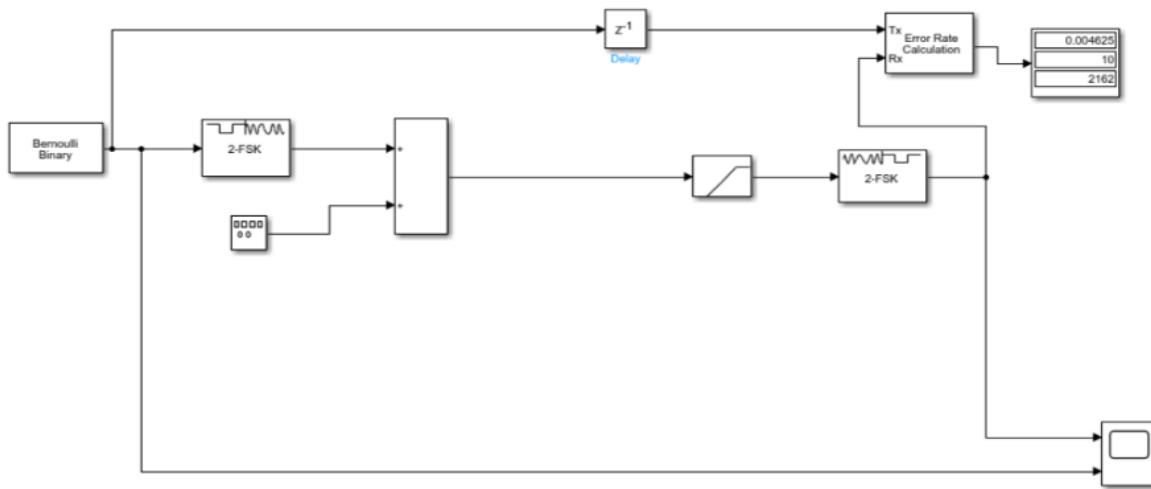 Z-1
Delay
Tx
Rx
Error Rate
Calculation
0.004625
10
2162
Bernoulli
Binary
2-FSK
+
+
2-FSK